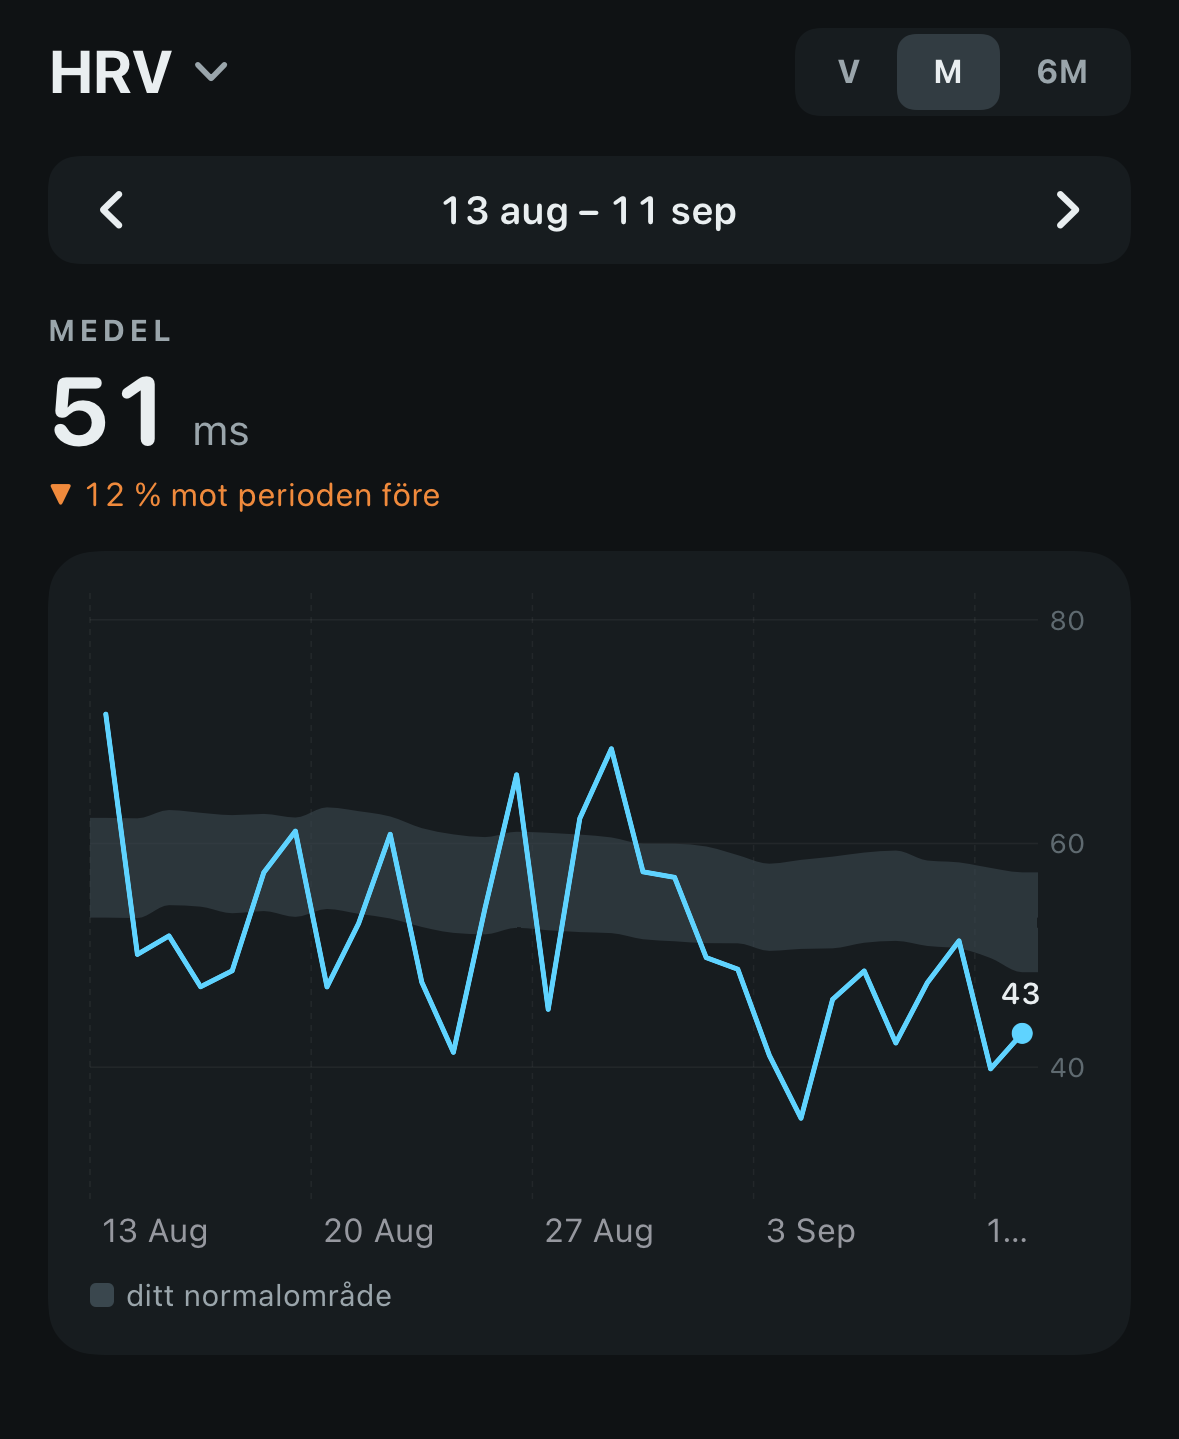 HRV
V M 6M
13 aug – 11 sep
MEDEL
51 ms
▼ 12 % mot perioden före
80
60
43
40
13 Aug 20 Aug 27 Aug 3 Sep 1...
ditt normalområde